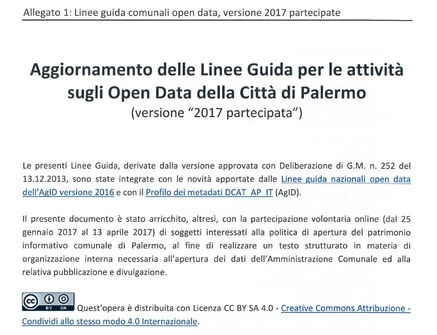 Allegato 1: Linee guida comunali open data, versione 2017 partecipate
Aggiornamento delle Linee Guida per le attività
sugli Open Data della Città di Palermo
(versione "2017 partecipata")
Le presenti Linee Guida, derivate dalla versione approvata con Deliberazione di G.M. n. 252 del
13.12.2013, sono state integrate con le novità apportate dalle Linee guida nazionali open data
dell'AgID versione 2016 e con il Profilo dei metadati DCAT_AP_IT (AgID).
Il presente documento è stato arricchito, altresì, con la partecipazione volontaria online (dal 25
gennaio 2017 al 13 aprile 2017) di soggetti interessati alla politica di apertura del patrimonio
informativo comunale di Palermo, al fine di realizzare un testo strutturato in materia di
organizzazione interna necessaria all'apertura dei dati dell'Amministrazione Comunale ed alla
relativa pubblicazione e divulgazione.
cc BY SA Quest'opera è distribuita con Licenza CC BY SA 4.0 - Creative Commons Attribuzione -
Condividi allo stesso modo 4.0 Internazionale.